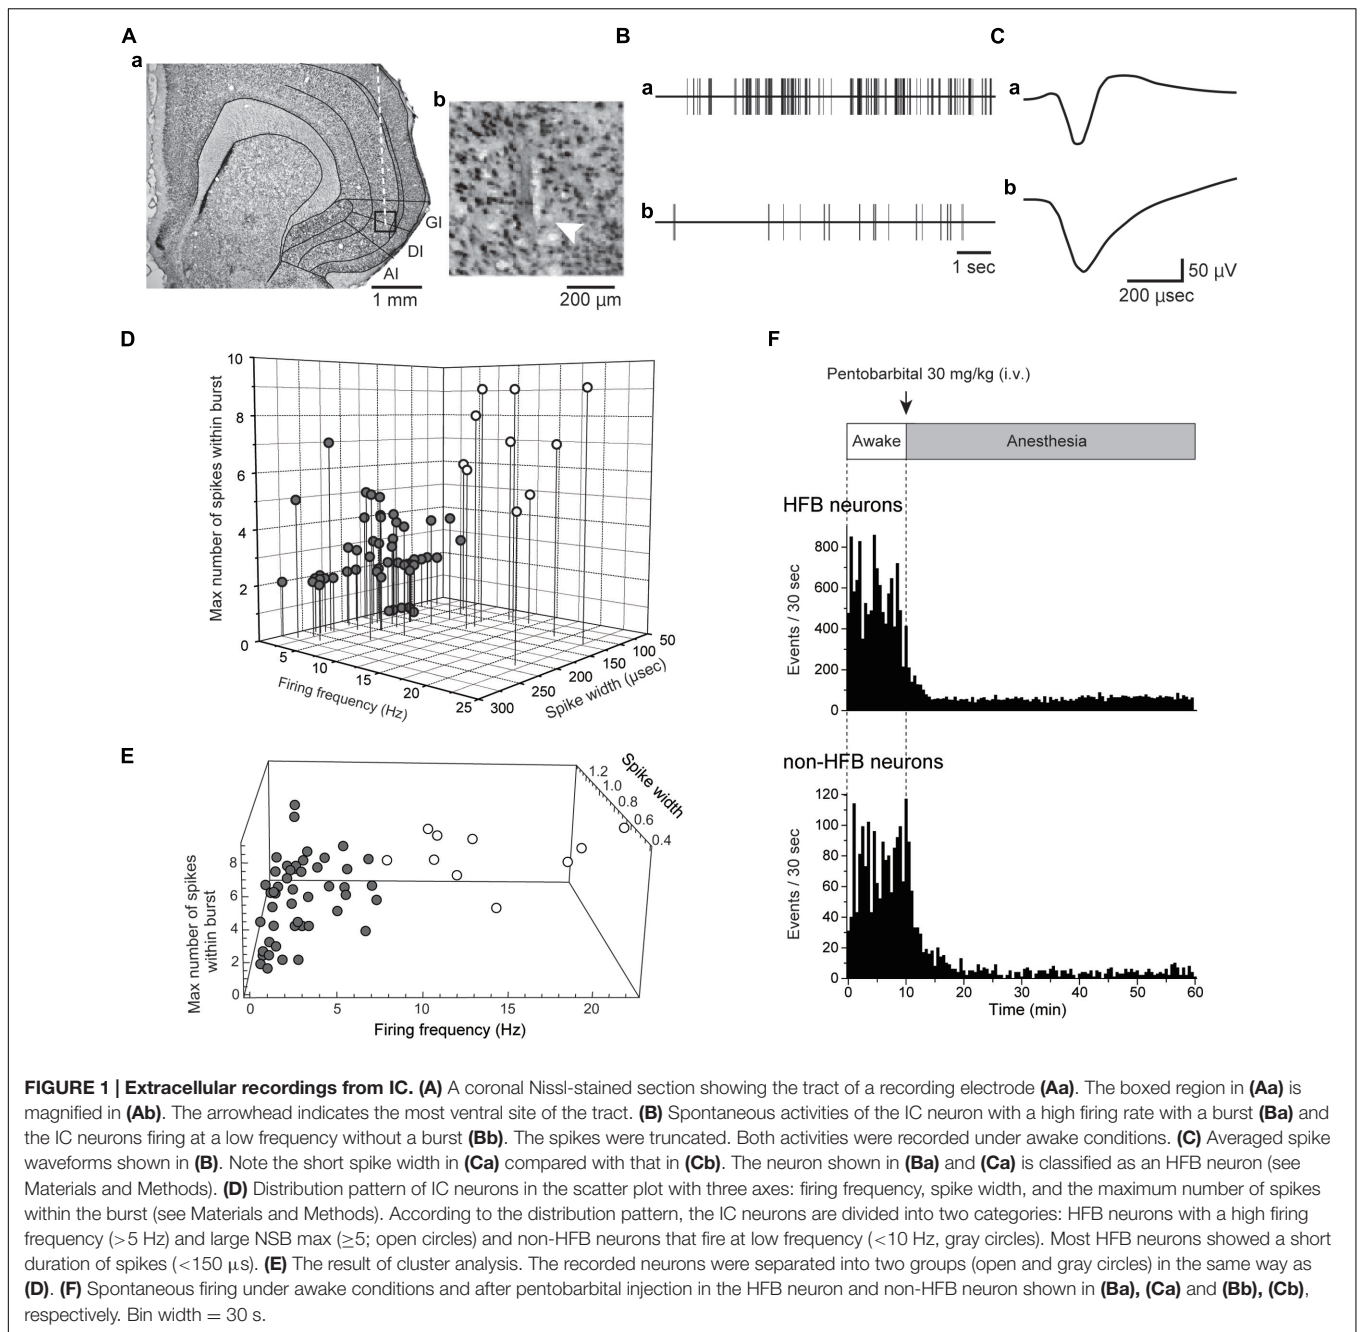 A
a
b
GI
DI
AI
1 mm
200 µm
B
a
b
1 sec
C
a
b
50 µV
200 µsec
D
Max number of spikes within burst
10
8
6
4
2
0
5
10
15
20
25
Firing frequency (Hz)
300
250
200
150
100
50
Spike width (µsec)
E
Max number of spikes
within burst
8
6
4
2
0
0
5
10
15
20
Firing frequency (Hz)
1.2
1.0
0.8
0.6
0.4
Spike width
F
Pentobarbital 30 mg/kg (i.v.)
Awake
Anesthesia
HFB neurons
Events / 30 sec
800
600
400
200
0
non-HFB neurons
Events / 30 sec
120
100
80
60
40
20
0
0
10
20
30
40
50
60
Time (min)
FIGURE 1 | Extracellular recordings from IC. (A) A coronal Nissl-stained section showing the tract of a recording electrode (Aa). The boxed region in (Aa) is
magnified in (Ab). The arrowhead indicates the most ventral site of the tract. (B) Spontaneous activities of the IC neuron with a high firing rate with a burst (Ba) and
the IC neurons firing at a low frequency without a burst (Bb). The spikes were truncated. Both activities were recorded under awake conditions. (C) Averaged spike
waveforms shown in (B). Note the short spike width in (Ca) compared with that in (Cb). The neuron shown in (Ba) and (Ca) is classified as an HFB neuron (see
Materials and Methods). (D) Distribution pattern of IC neurons in the scatter plot with three axes: firing frequency, spike width, and the maximum number of spikes
within the burst (see Materials and Methods). According to the distribution pattern, the IC neurons are divided into two categories: HFB neurons with a high firing
frequency (>5 Hz) and large NSB max (≥5; open circles) and non-HFB neurons that fire at low frequency (<10 Hz, gray circles). Most HFB neurons showed a short
duration of spikes (<150 µs). (E) The result of cluster analysis. The recorded neurons were separated into two groups (open and gray circles) in the same way as
(D). (F) Spontaneous firing under awake conditions and after pentobarbital injection in the HFB neuron and non-HFB neuron shown in (Ba), (Ca) and (Bb), (Cb),
respectively. Bin width = 30 s.